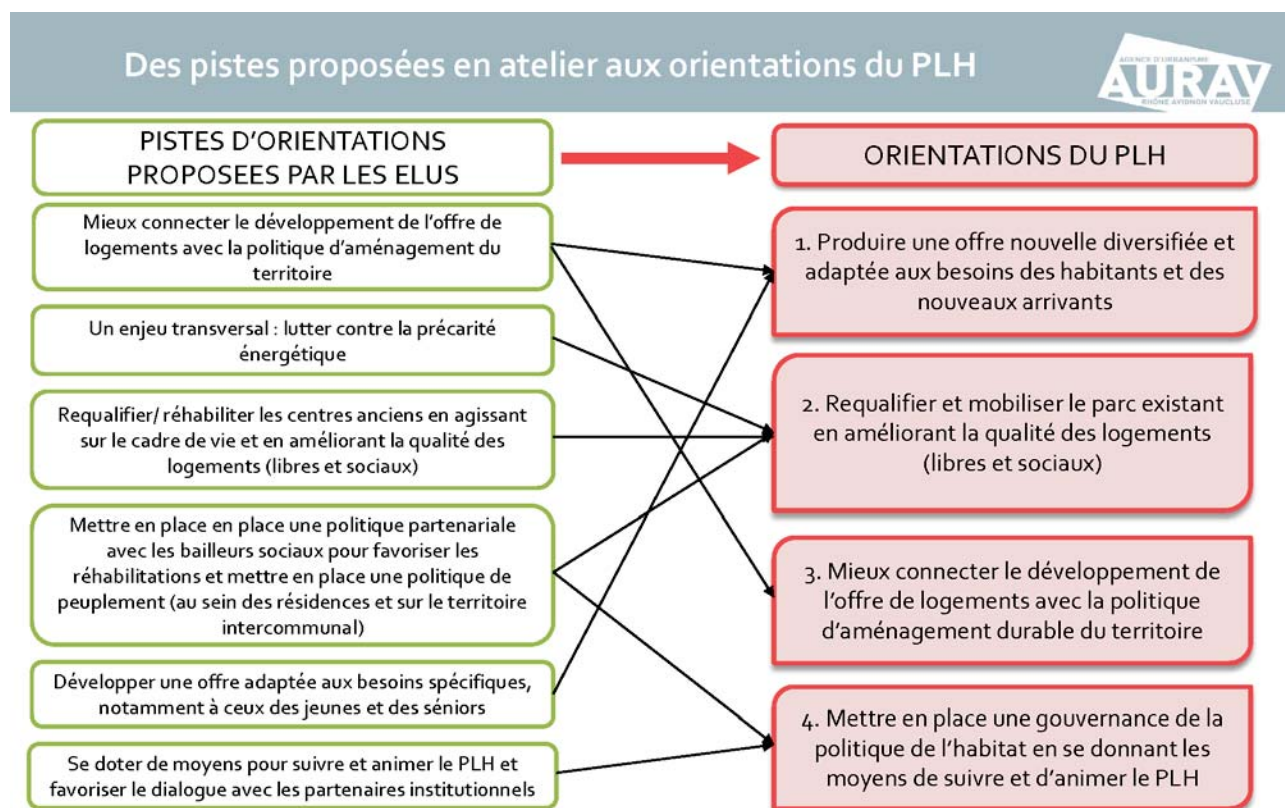 Des pistes proposées en atelier aux orientations du PLH
AGENCE D'URBANISME
AURAV
RHÔNE AVIGNON VAUCLUSE
PISTES D'ORIENTATIONS
PROPOSEES PAR LES ELUS
Mieux connecter le développement de l'offre de
logements avec la politique d'aménagement du
territoire
Un enjeu transversal : lutter contre la précarité
énergétique
Requalifier/ réhabiliter les centres anciens en agissant
sur le cadre de vie et en améliorant la qualité des
logements (libres et sociaux)
Mettre en place en place une politique partenariale
avec les bailleurs sociaux pour favoriser les
réhabilitations et mettre en place une politique de
peuplement (au sein des résidences et sur le territoire
intercommunal)
Développer une offre adaptée aux besoins spécifiques,
notamment à ceux des jeunes et des séniors
Se doter de moyens pour suivre et animer le PLH et
favoriser le dialogue avec les partenaires institutionnels
ORIENTATIONS DU PLH
1. Produire une offre nouvelle diversifiée et
adaptée aux besoins des habitants et des
nouveaux arrivants
2. Requalifier et mobiliser le parc existant
en améliorant la qualité des logements
(libres et sociaux)
3. Mieux connecter le développement de
l'offre de logements avec la politique
d'aménagement durable du territoire
4. Mettre en place une gouvernance de la
politique de l'habitat en se donnant les
moyens de suivre et d'animer le PLH